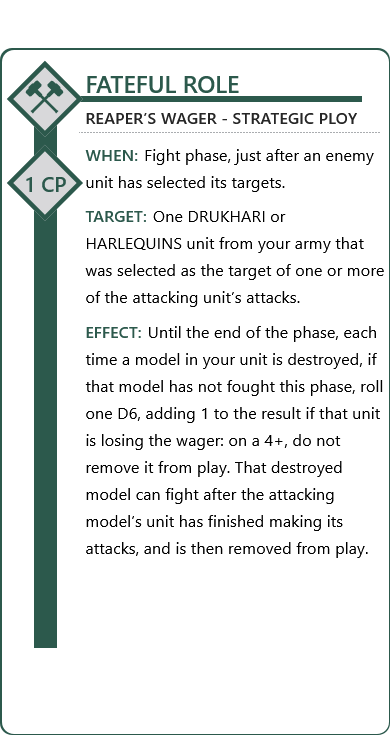 FATEFUL ROLE
REAPER'S WAGER - STRATEGIC PLOY
1 CP
WHEN: Fight phase, just after an enemy
unit has selected its targets.
TARGET: One DRUKHARI or
HARLEQUINS unit from your army that
was selected as the target of one or more
of the attacking unit's attacks.
EFFECT: Until the end of the phase, each
time a model in your unit is destroyed, if
that model has not fought this phase, roll
one D6, adding 1 to the result if that unit
is losing the wager: on a 4+, do not
remove it from play. That destroyed
model can fight after the attacking
model's unit has finished making its
attacks, and is then removed from play.